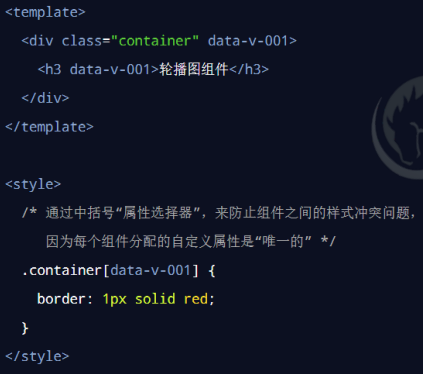 <template>
<div class="container" data-v-001>
<h3 data-v-001>轮播图组件</h3>
</div>
</template>
<style>
/* 通过中括号“属性选择器”，来防止组件之间的样式冲突问题，
因为每个组件分配的自定义属性是“唯一的” */
.container[data-v-001] {
border: 1px solid red;
}
</style>